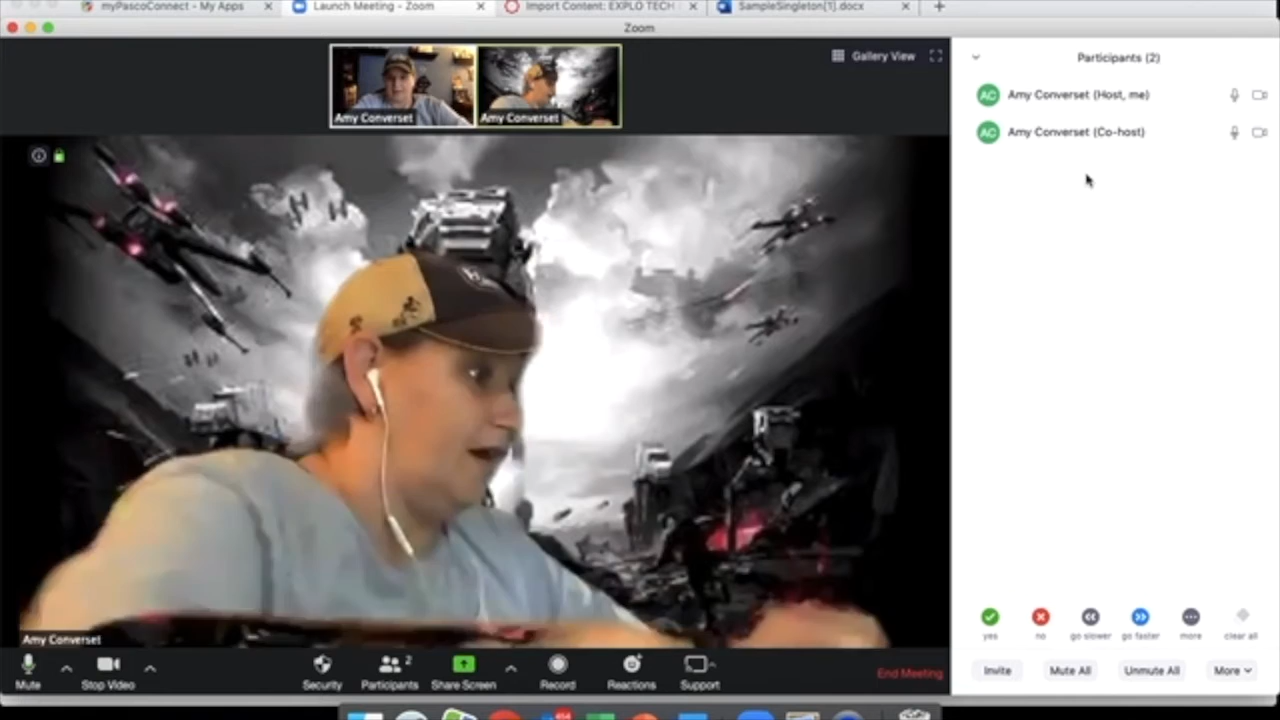 myPascoConnect - My Apps
Launch Meeting - Zoom
Import Content: EXPLO TECH
SampleSingleton[1].docx
Zoom
Gallery View
Amy Converset
Amy Converset
Participants (2)
AC Amy Converset (Host, me)
AC Amy Converset (Co-host)
Amy Converset
yes
no
go slower
go faster
more
clear all
Mute
Stop Video
Security
Participants 2
Share Screen
Record
Reactions
Support
End Meeting
Invite
Mute All
Unmute All
More